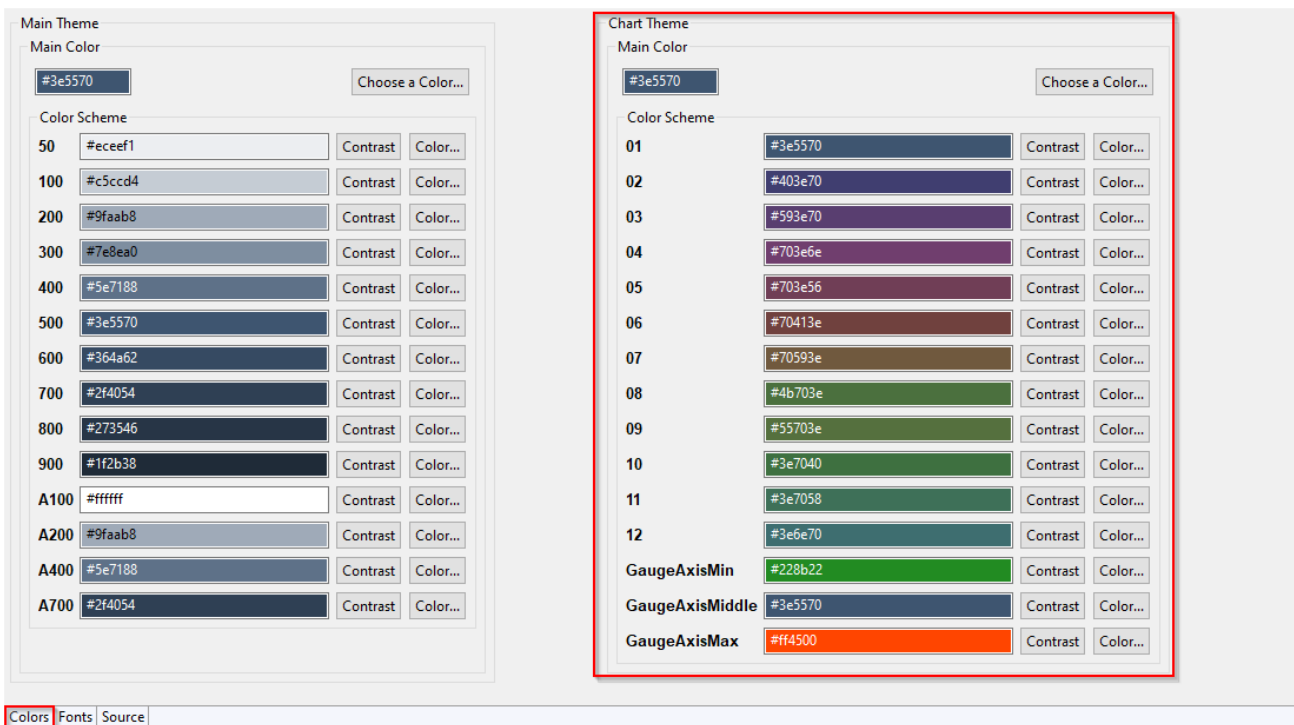 Main Theme
Main Color
#3e5570 Choose a Color...
Color Scheme
50 #eceef1 Contrast Color...
100 #c5ccd4 Contrast Color...
200 #9faab8 Contrast Color...
300 #7e8ea0 Contrast Color...
400 #5e7188 Contrast Color...
500 #3e5570 Contrast Color...
600 #364a62 Contrast Color...
700 #2f4054 Contrast Color...
800 #273546 Contrast Color...
900 #1f2b38 Contrast Color...
A100 #ffffff Contrast Color...
A200 #9faab8 Contrast Color...
A400 #5e7188 Contrast Color...
A700 #2f4054 Contrast Color...
Chart Theme
Main Color
#3e5570 Choose a Color...
Color Scheme
01 #3e5570 Contrast Color...
02 #403e70 Contrast Color...
03 #593e70 Contrast Color...
04 #703e6e Contrast Color...
05 #703e56 Contrast Color...
06 #70413e Contrast Color...
07 #70593e Contrast Color...
08 #4b703e Contrast Color...
09 #55703e Contrast Color...
10 #3e7040 Contrast Color...
11 #3e7058 Contrast Color...
12 #3e6e70 Contrast Color...
GaugeAxisMin #228b22 Contrast Color...
GaugeAxisMiddle #3e5570 Contrast Color...
GaugeAxisMax #ff4500 Contrast Color...
Colors Fonts Source